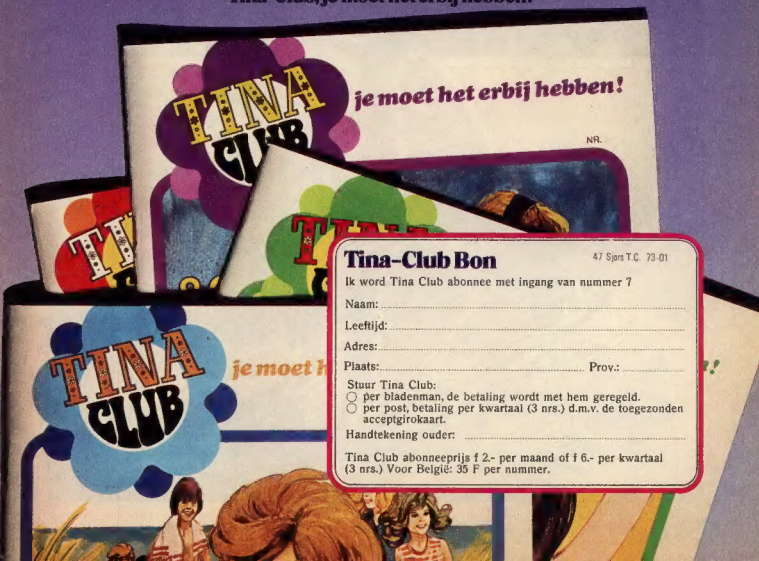 Tina-Club, je moet het erbij hebben!
TINA
CLUB
je moet het erbij hebben!
NR.
TINA
TINA
Tina-Club Bon
47 Sjors T.C. 73-01
Ik word Tina Club abonnee met ingang van nummer 7
Naam:
Leeftijd:
Adres:
Plaats: Prov.:
Stuur Tina Club:
per bladenman, de betaling wordt met hem geregeld.
per post, betaling per kwartaal (3 nrs.) d.m.v. de toegezonden
acceptgirokaart.
Handtekening ouder:
Tina Club abonneeprijs f 2.- per maand of f 6.- per kwartaal
(3 nrs.) Voor België: 35 F per nummer.
TINA
CLUB
je moet h
!